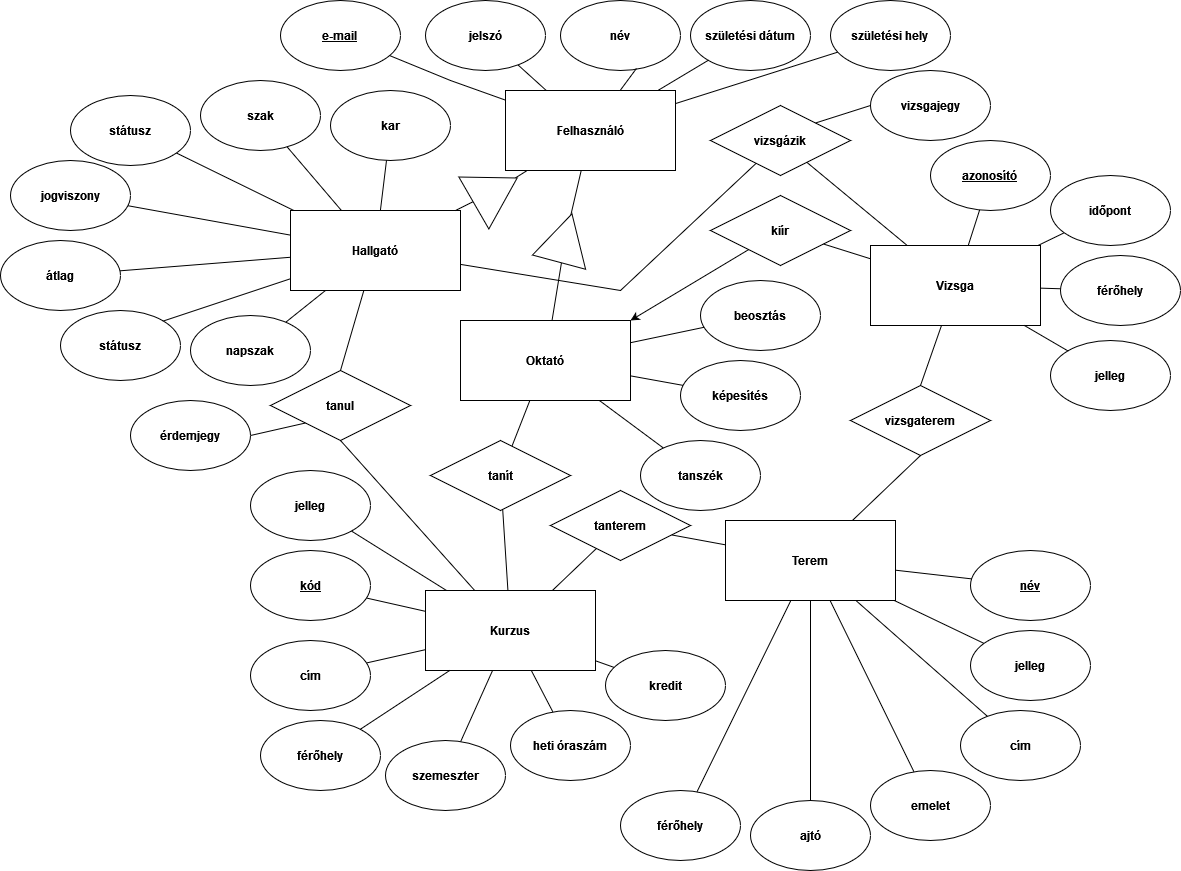 e-mail
jelszó
név
születési dátum
születési hely
státusz
szak
kar
Felhasználó
vizsgázik
vizsgajegy
jogviszony
azonosító
Hallgató
kiír
időpont
átlag
Vizsga
férőhely
státusz
napszak
Oktató
beosztás
jelleg
képesítés
tanul
érdemjegy
vizsgaterem
tanít
tanszék
jelleg
tanterem
Terem
kód
név
Kurzus
cím
kredit
jelleg
férőhely
szemeszter
heti óraszám
cím
férőhely
ajtó
emelet